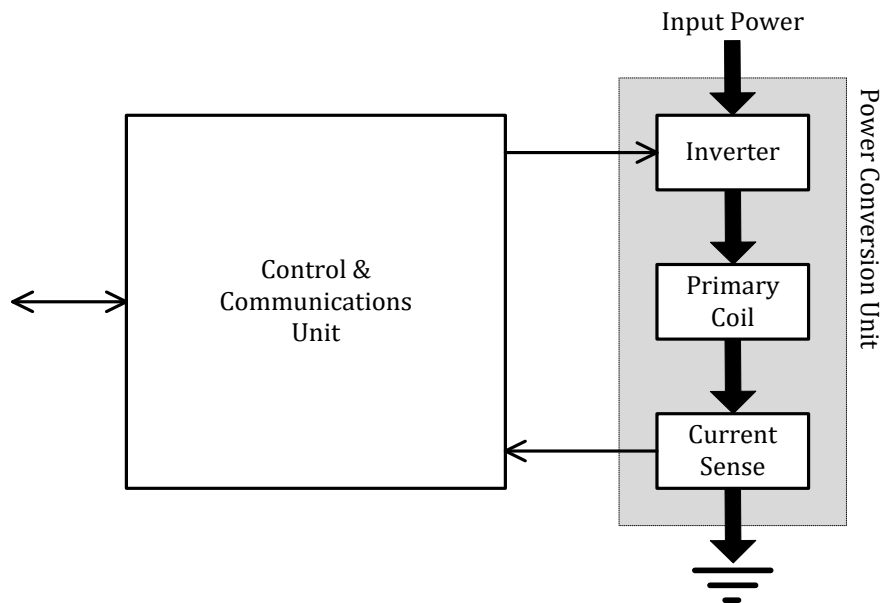 Input Power
Inverter
Control &
Communications
Unit
Primary
Coil
Current
Sense
Power Conversion Unit